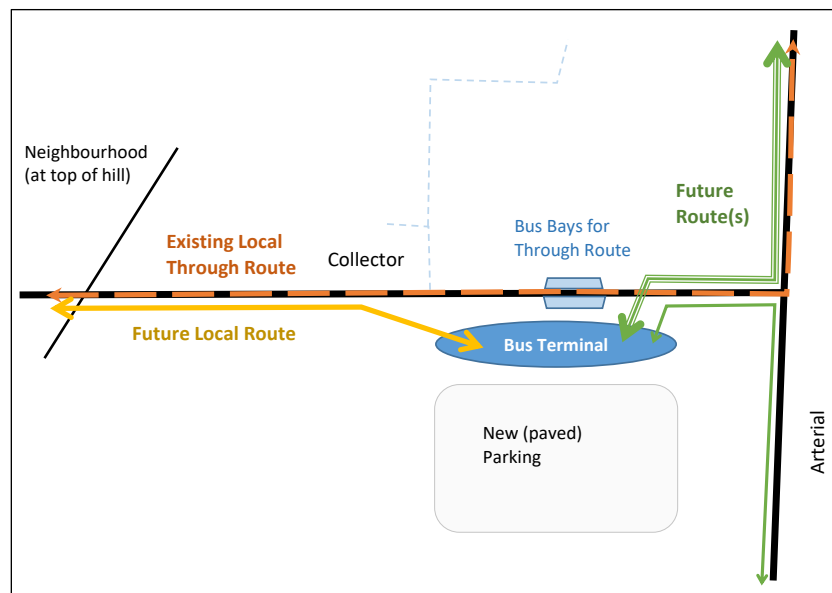 Neighbourhood
(at top of hill)
Future
Route(s)
Bus Bays for
Through Route
Existing Local
Through Route
Collector
Future Local Route
Bus Terminal
New (paved)
Parking
Arterial